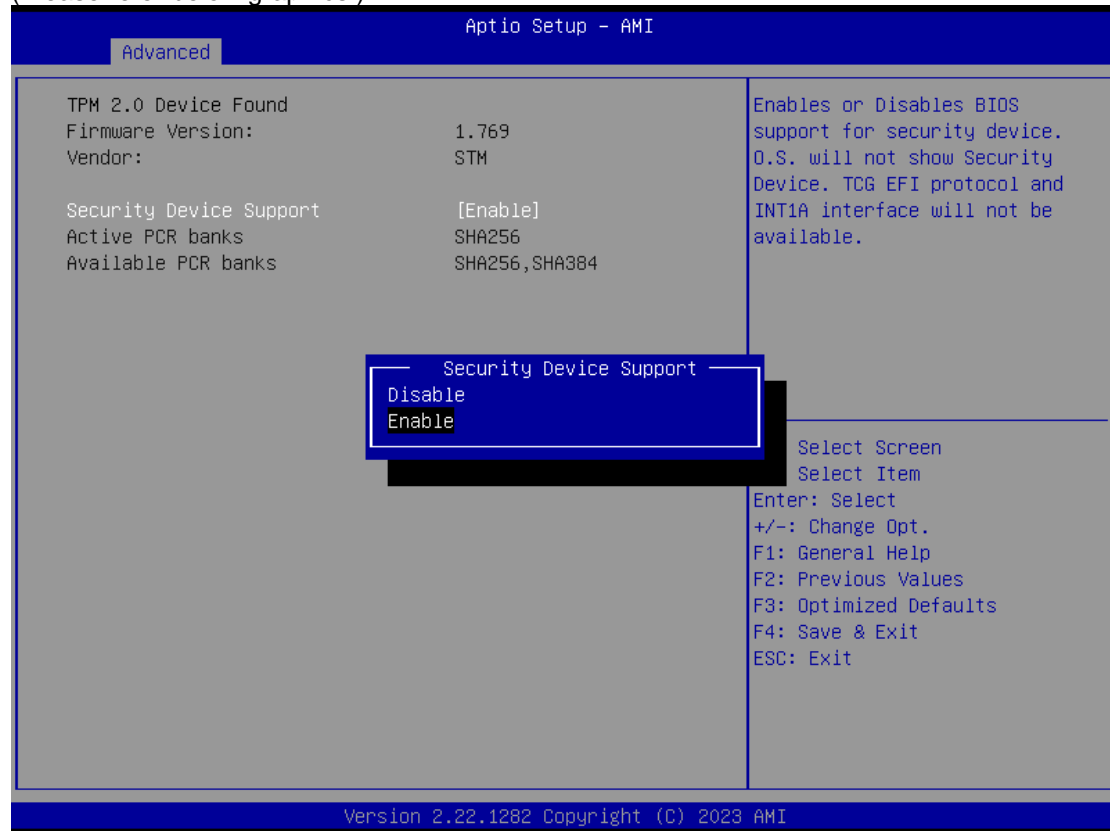 Aptio Setup – AMI
Advanced
TPM 2.0 Device Found
Firmware Version: 1.769
Vendor: STM
Security Device Support [Enable]
Active PCR banks SHA256
Available PCR banks SHA256,SHA384
Enables or Disables BIOS
support for security device.
O.S. will not show Security
Device. TCG EFI protocol and
INT1A interface will not be
available.
Security Device Support
Disable
Enable
Select Screen
Select Item
Enter: Select
+/-: Change Opt.
F1: General Help
F2: Previous Values
F3: Optimized Defaults
F4: Save & Exit
ESC: Exit
Version 2.22.1282 Copyright (C) 2023 AMI